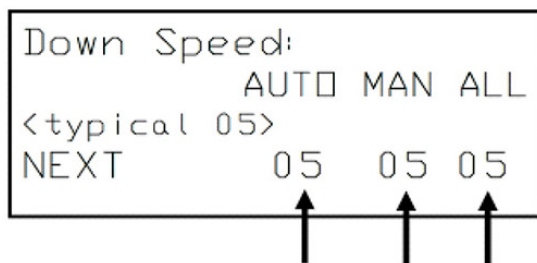 Down Speed:
AUTO MAN ALL
<typical 05>
NEXT 05 05 05